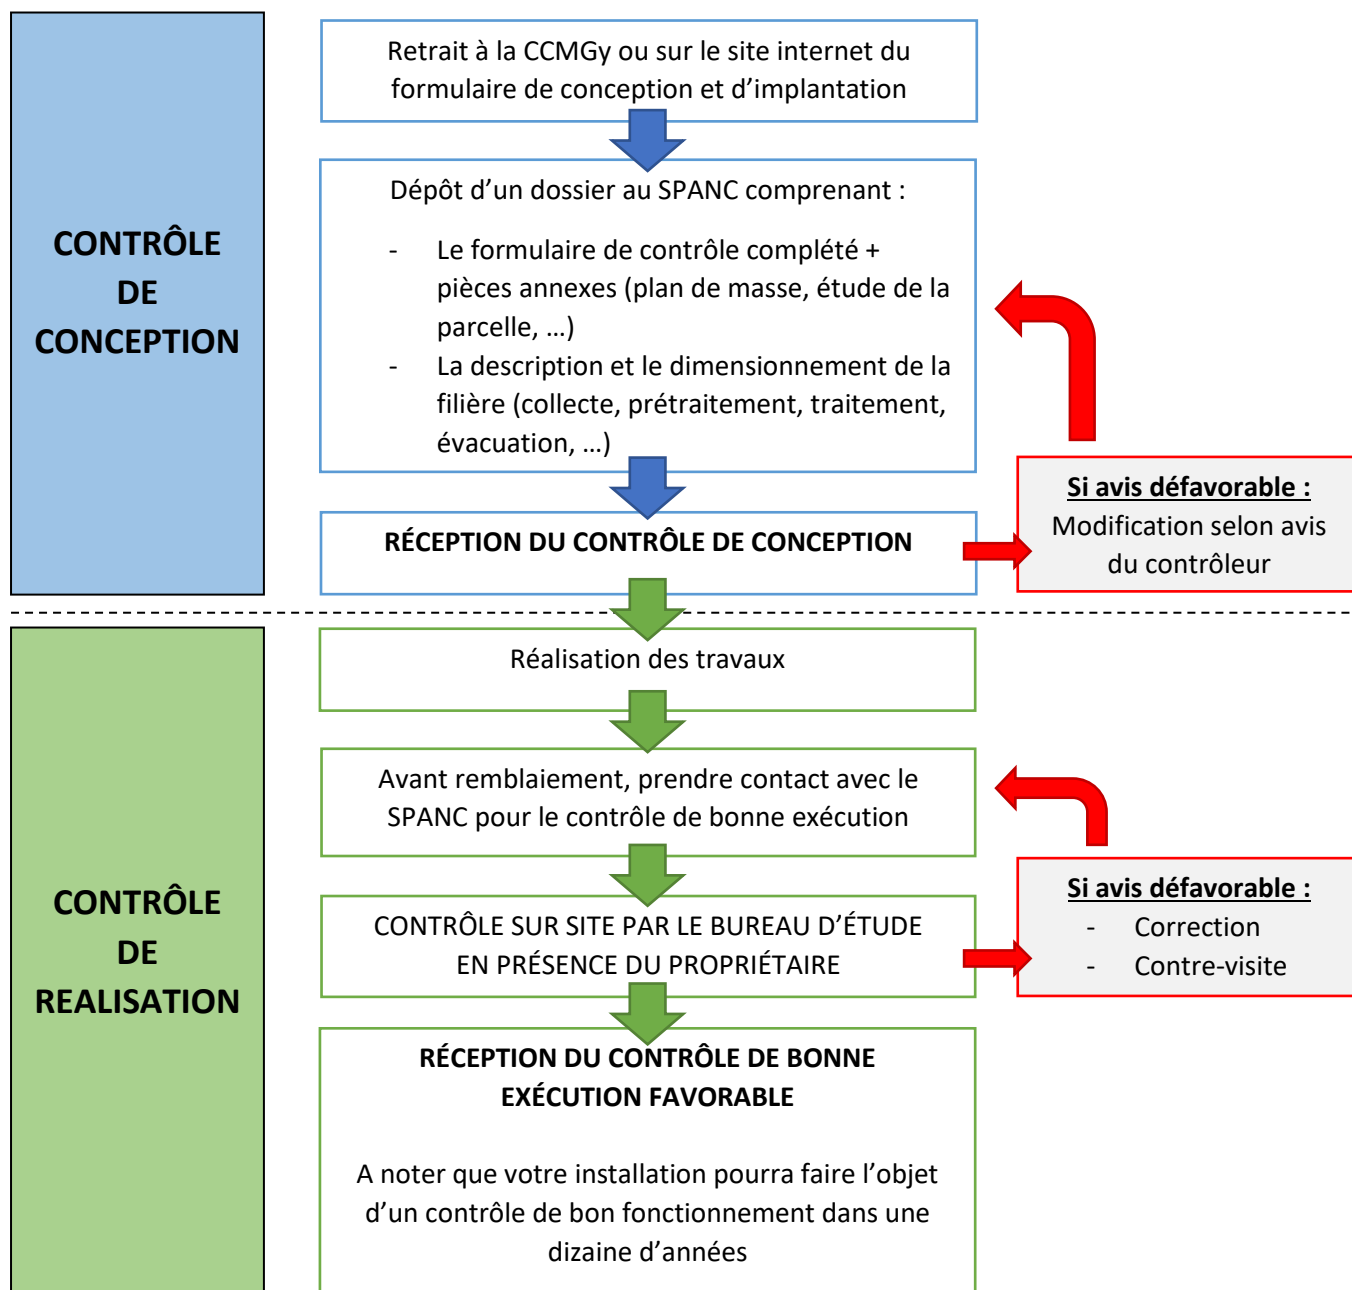 CONTRÔLE
DE
CONCEPTION
Retrait à la CCMGy ou sur le site internet du
formulaire de conception et d’implantation
Dépôt d’un dossier au SPANC comprenant :
- Le formulaire de contrôle complété +
pièces annexes (plan de masse, étude de la
parcelle, …)
- La description et le dimensionnement de la
filière (collecte, prétraitement, traitement,
évacuation, …)
RÉCEPTION DU CONTRÔLE DE CONCEPTION
Si avis défavorable :
Modification selon avis
du contrôleur
CONTRÔLE
DE
REALISATION
Réalisation des travaux
Avant remblaiement, prendre contact avec le
SPANC pour le contrôle de bonne exécution
CONTRÔLE SUR SITE PAR LE BUREAU D’ÉTUDE
EN PRÉSENCE DU PROPRIÉTAIRE
Si avis défavorable :
- Correction
- Contre-visite
RÉCEPTION DU CONTRÔLE DE BONNE
EXÉCUTION FAVORABLE
A noter que votre installation pourra faire l’objet
d’un contrôle de bon fonctionnement dans une
dizaine d’années